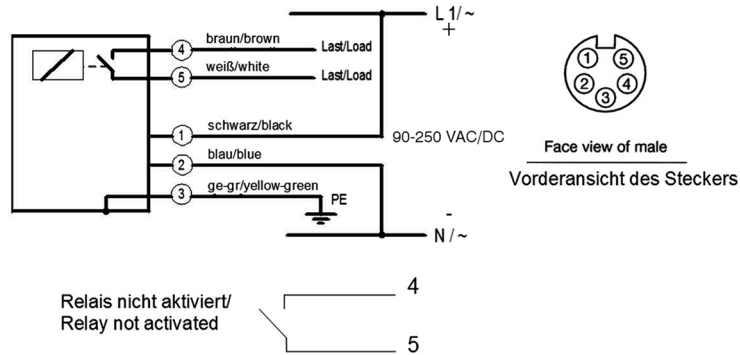 L 1/~
+
4 braun/brown Last/Load
5 weiß/white Last/Load
1 schwarz/black
90-250 VAC/DC
2 blau/blue
3 ge-gr/yellow-green PE
-
N/~
1 5
2 4
3
Face view of male
Vorderansicht des Steckers
Relais nicht aktiviert/
Relay not activated
4
5